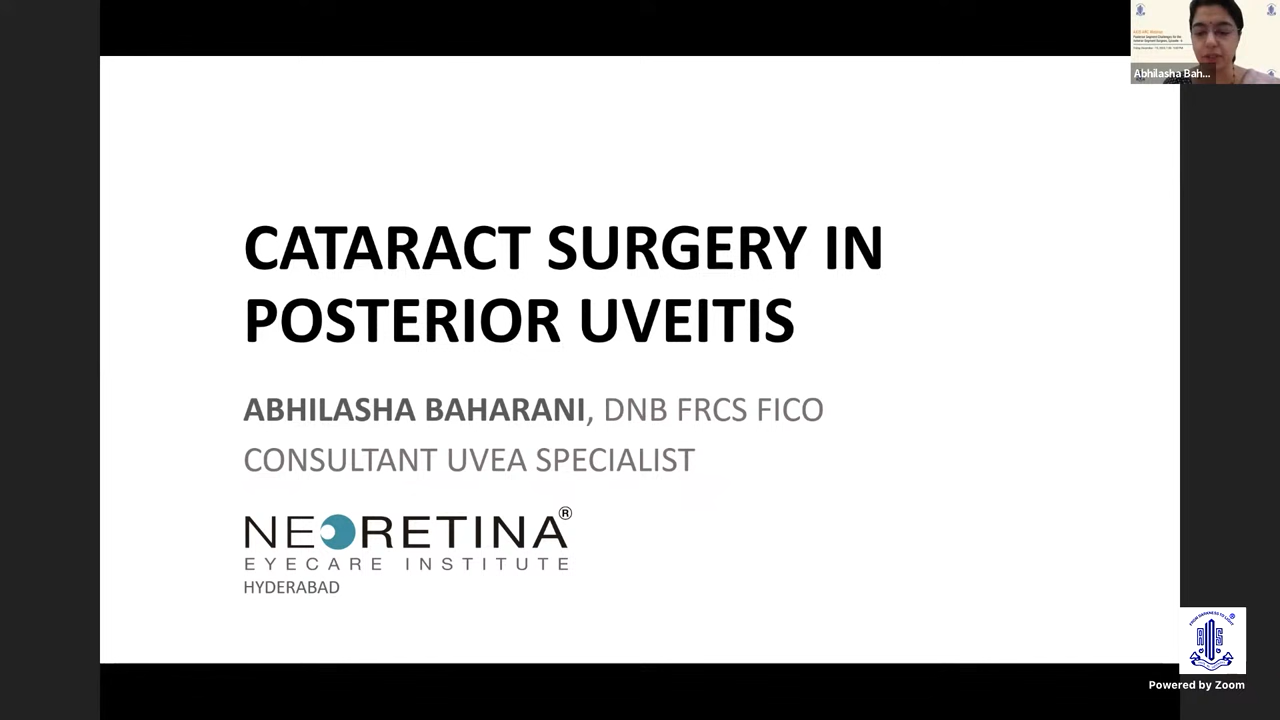 CATARACT SURGERY IN
POSTERIOR UVEITIS
ABHILASHA BAHARANI, DNB FRCS FICO
CONSULTANT UVEA SPECIALIST
NEORETINA®
EYECARE INSTITUTE
HYDERABAD
Abhilasha Bah...
Powered by Zoom